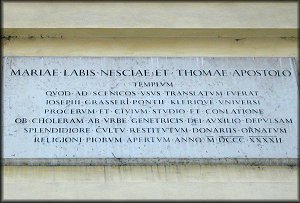 MARIAE · LABIS · NESCIAE · ET · THOMAE · APOSTOLO
TEMPLVM
QVOD · AD · SCENICOS · VSVS · TRANSLATVM · FVERAT
IOSEPHI · GRASSERI · PONTIF · KLERIQVE · VNIVERSI
PROCERVM · ET · CIVIVM · STVDIO · ET · CONLATIONE
OB · CHOLERAM · AB · VRBE · GENETRICIS · DEI · AVXILIO · DEPVLSAM
SPLENDIDIORE · CVLTV · RESTITVTVM · DONARIIS · ORNATVM
RELIGIONI · PIORVM · APERTVM · ANNO · M · DCCC · XXXXII